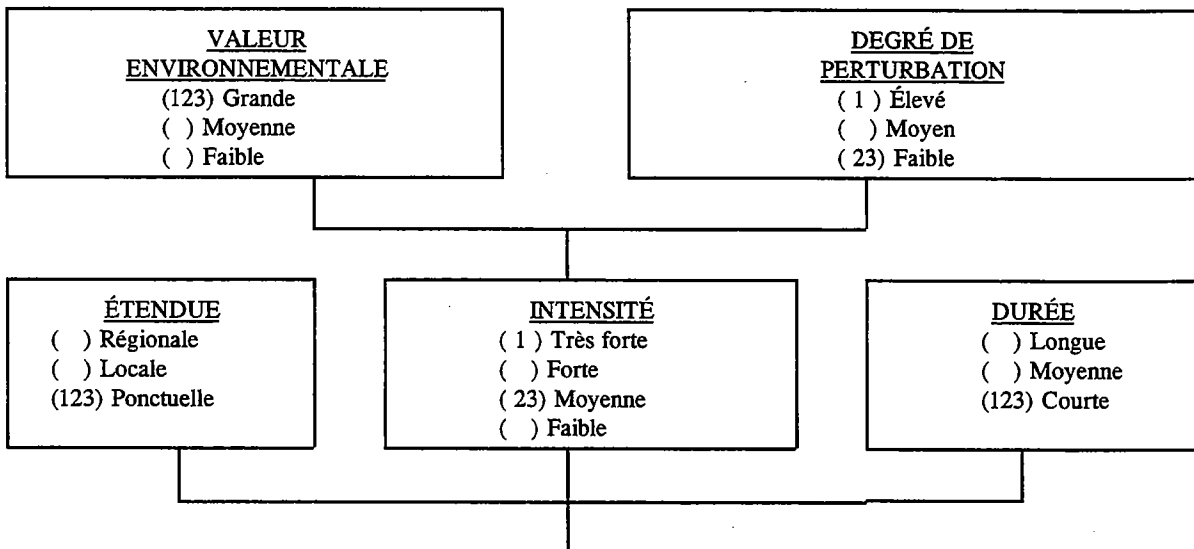 VALEUR
ENVIRONNEMENTALE
(123) Grande
( ) Moyenne
( ) Faible
DEGRÉ DE
PERTURBATION
( 1 ) Élevé
( ) Moyen
( 23) Faible
ÉTENDUE
( ) Régionale
( ) Locale
(123) Ponctuelle
INTENSITÉ
( 1 ) Très forte
( ) Forte
( 23) Moyenne
( ) Faible
DURÉE
( ) Longue
( ) Moyenne
(123) Courte